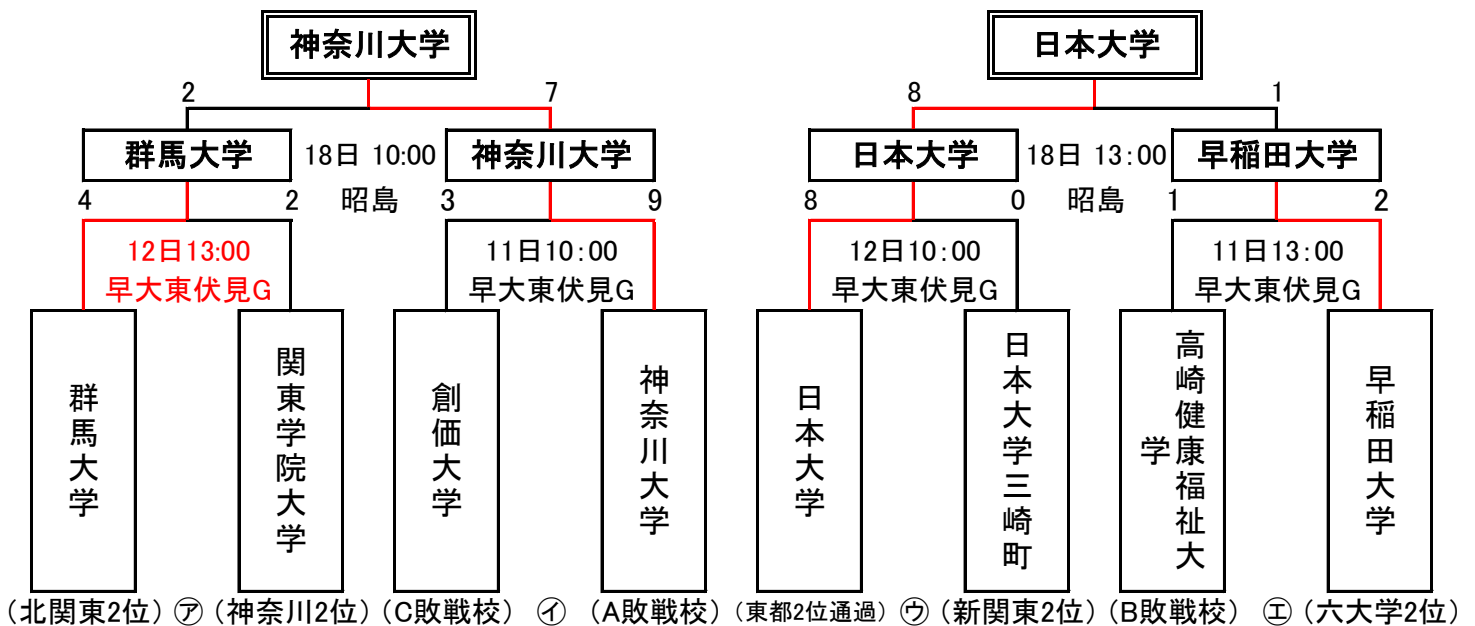 神奈川大学 日本大学
2 7 8 1
群馬大学 18日 10:00 神奈川大学 日本大学 18日 13:00 早稲田大学
4 2 昭島 3 9 8 0 昭島 1 2
12日13:00 11日10:00 12日10:00 11日13:00
早大東伏見G 早大東伏見G 早大東伏見G 早大東伏見G
群馬大学
関東学院大学
創価大学
神奈川大学
日本大学
日本大学三崎町
高崎健康福祉大
学
早稲田大学
(北関東2位) ㋐ (神奈川2位) (C敗戦校) ㋑ (A敗戦校) (東都2位通過) ㋒ (新関東2位) (B敗戦校) ㋓ (六大学2位)